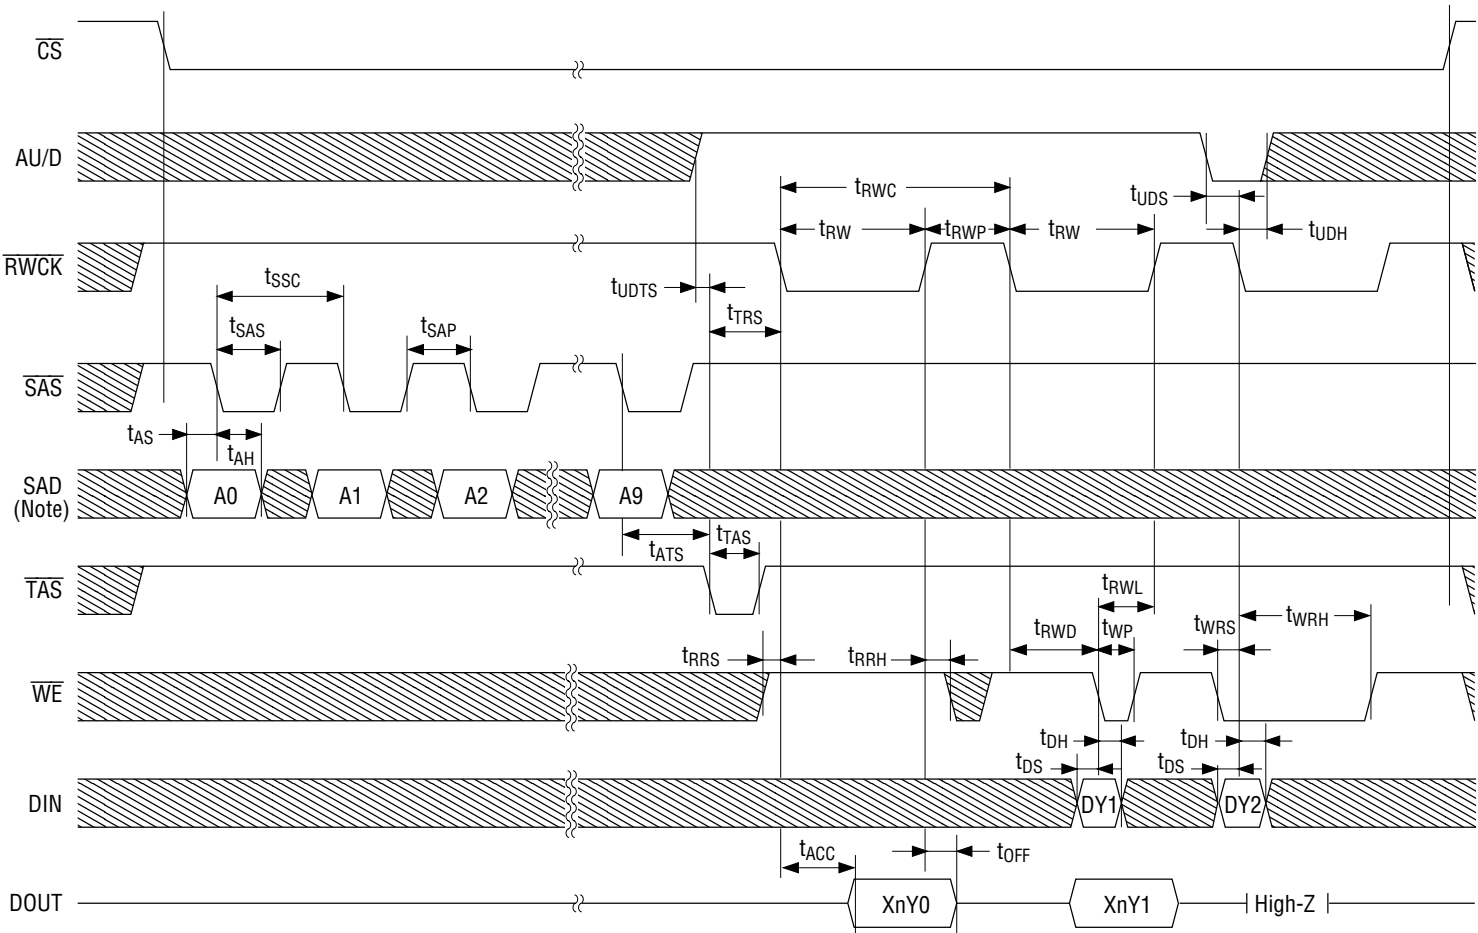 CS
AU/D
tRWC
tUDS
tRW
tRWP
tRW
tUDH
RWCK
tSSC
tUDTS
tTRS
tSAS
tSAP
SAS
tAS
tAH
SAD
(Note)
A0
A1
A2
A9
tATS
tTAS
TAS
tRWL
tRWD
tWP
tWRS
tWRH
tRRS
tRRH
WE
tDH
tDH
tDS
tDS
DIN
DY1
DY2
tACC
tOFF
DOUT
XnY0
XnY1
High-Z